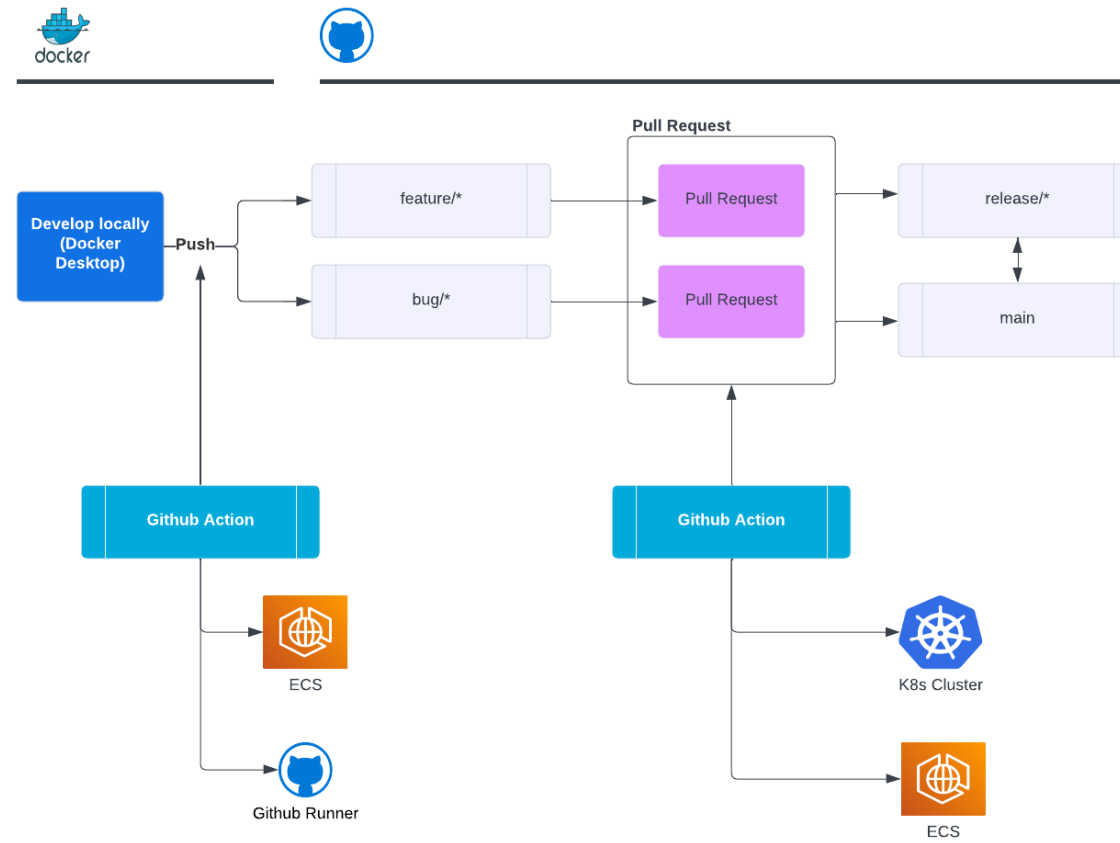 docker
Pull Request
Develop locally
(Docker
Desktop)
Push
feature/*
Pull Request
release/*
bug/*
Pull Request
main
Github Action
Github Action
ECS
K8s Cluster
Github Runner
ECS